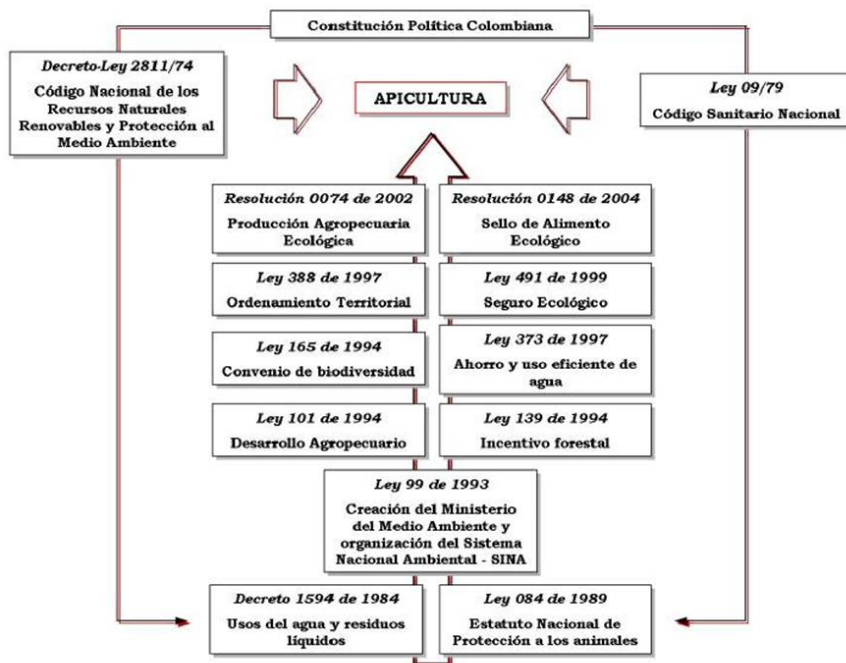 Constitución Política Colombiana
Decreto-Ley 2811/74
Código Nacional de los
Recursos Naturales
Renovables y Protección al
Medio Ambiente
APICULTURA
Ley 09/79
Código Sanitario Nacional
Resolución 0074 de 2002
Producción Agropecuaria
Ecológica
Resolución 0148 de 2004
Sello de Alimento
Ecológico
Ley 388 de 1997
Ordenamiento Territorial
Ley 491 de 1999
Seguro Ecológico
Ley 165 de 1994
Convenio de biodiversidad
Ley 373 de 1997
Ahorro y uso eficiente de
agua
Ley 101 de 1994
Desarrollo Agropecuario
Ley 139 de 1994
Incentivo forestal
Ley 99 de 1993
Creación del Ministerio
del Medio Ambiente y
organización del Sistema
Nacional Ambiental - SINA
Decreto 1594 de 1984
Usos del agua y residuos
líquidos
Ley 084 de 1989
Estatuto Nacional de
Protección a los animales